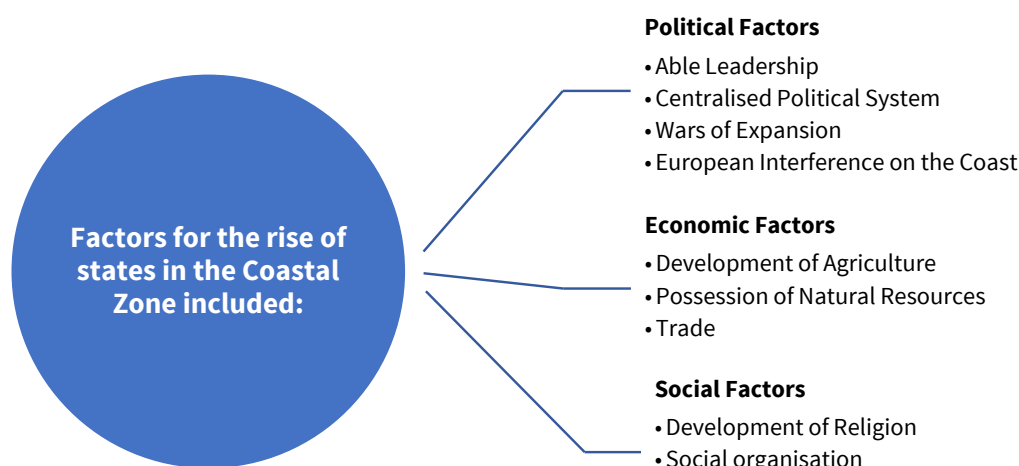 Factors for the rise of
states in the Coastal
Zone included:
Political Factors
• Able Leadership
• Centralised Political System
• Wars of Expansion
• European Interference on the Coast
Economic Factors
• Development of Agriculture
• Possession of Natural Resources
• Trade
Social Factors
• Development of Religion
• Social organisation